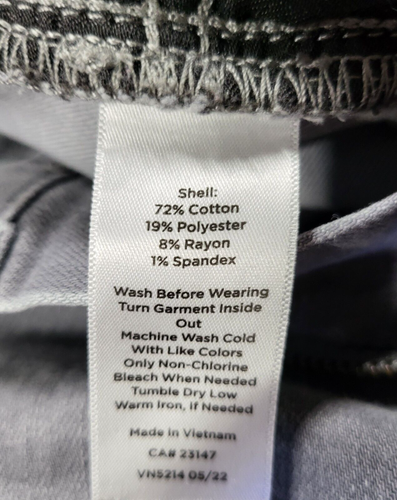 Shell:
72% Cotton
19% Polyester
8% Rayon
1% Spandex
Wash Before Wearing
Turn Garment Inside
Out
Machine Wash Cold
With Like Colors
Only Non-Chlorine
Bleach When Needed
Tumble Dry Low
Warm Iron, if Needed
Made in Vietnam
CA# 23147
VN5214 05/22